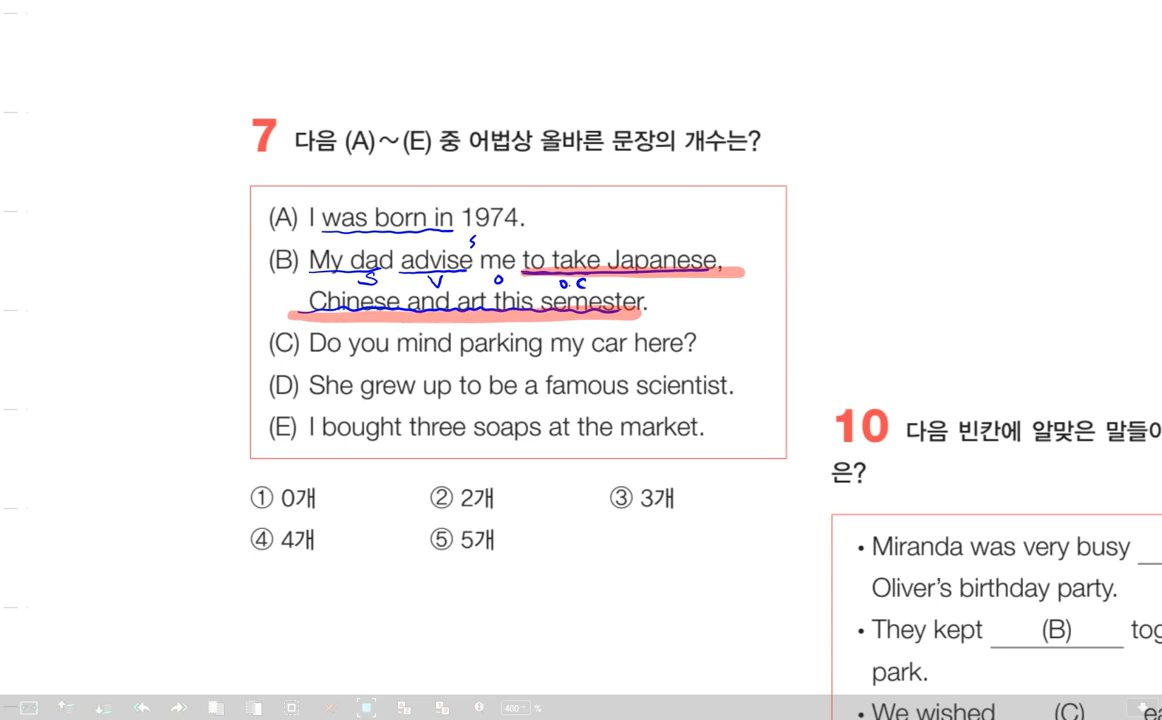 7 다음 (A)~(E) 중 어법상 올바른 문장의 개수는?
(A) I was born in 1974.
s
(B) My dad advise me to take Japanese,
S V O O.C
Chinese and art this semester.
(C) Do you mind parking my car here?
(D) She grew up to be a famous scientist.
(E) I bought three soaps at the market.
① 0개 ② 2개 ③ 3개
④ 4개 ⑤ 5개
10 다음 빈칸에 알맞은 말들이
은?
• Miranda was very busy
Oliver's birthday party.
• They kept (B) tog
park.
• We wished (C) ea
400 %